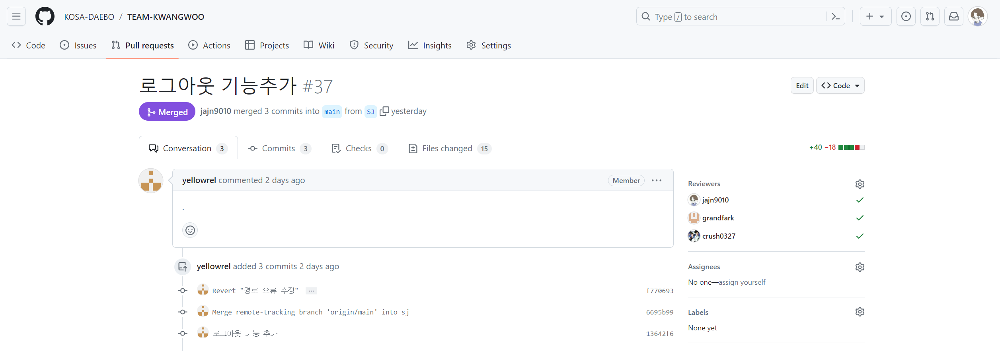 KOSA-DAEBO / TEAM-KWANGWOO
Type / to search
Code Issues Pull requests Actions Projects Wiki Security Insights Settings
로그아웃 기능추가 #37
Edit Code
Merged jajn9010 merged 3 commits into main from SJ yesterday
Conversation 3 Commits 3 Checks 0 Files changed 15
+40 −18
yellowrel commented 2 days ago Member ...
.
yellowrel added 3 commits 2 days ago
Revert "경로 오류 수정" ... f770693
Merge remote-tracking branch 'origin/main' into sj 6695b99
로그아웃 기능 추가 13642f6
Reviewers
jajn9010
grandfark
crush0327
Assignees
No one—assign yourself
Labels
None yet